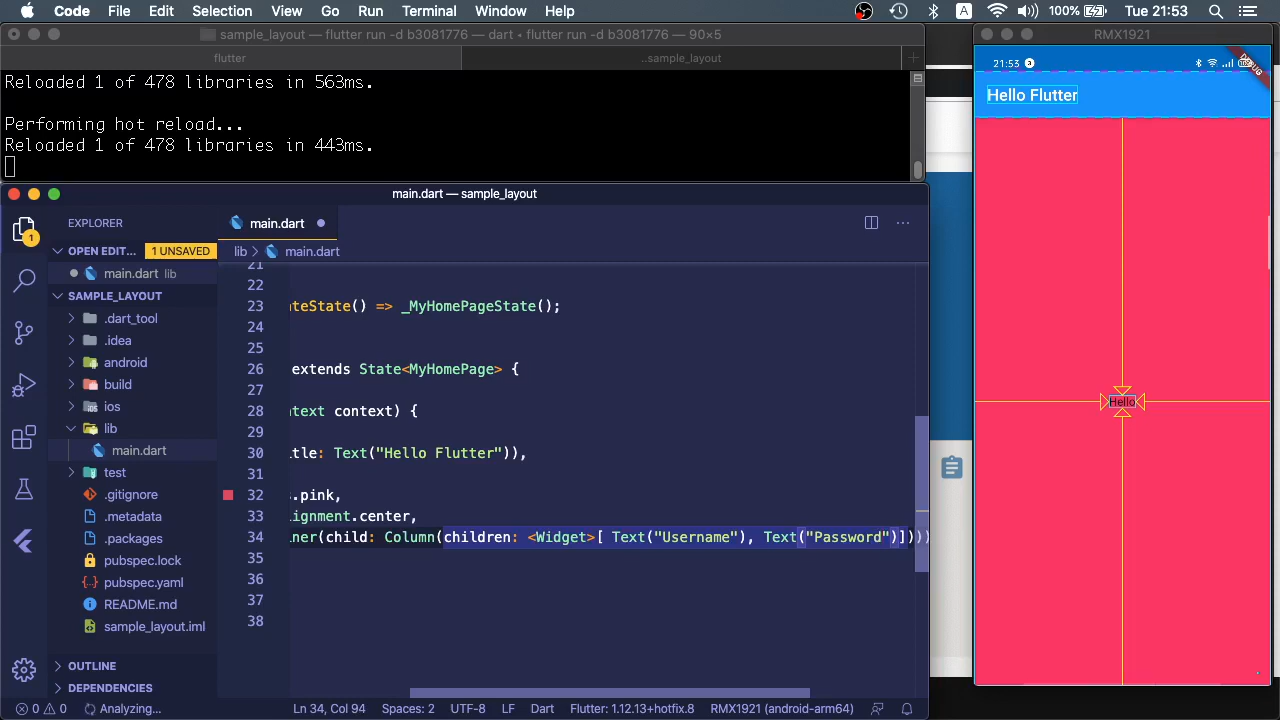 Code File Edit Selection View Go Run Terminal Window Help
A 100% Tue 21:53
sample_layout — flutter run -d b3081776 — dart ‹ flutter run -d b3081776 — 90×5
flutter
..sample_layout
Reloaded 1 of 478 libraries in 563ms.
Performing hot reload...
Reloaded 1 of 478 libraries in 443ms.
main.dart — sample_layout
EXPLORER
main.dart
1
OPEN EDIT... 1 UNSAVED
lib > main.dart
main.dart lib
SAMPLE_LAYOUT
.dart_tool
.idea
android
build
ios
lib
main.dart
test
.gitignore
.metadata
.packages
pubspec.lock
pubspec.yaml
README.md
sample_layout.iml
OUTLINE
DEPENDENCIES
21
22
23 ateState() => _MyHomePageState();
24
25
26 extends State<MyHomePage> {
27
28 ntext context) {
29
30 itle: Text("Hello Flutter")),
31
32 s.pink,
33 lignment.center,
34 iner(child: Column(children: <Widget>[ Text("Username"), Text("Password")])))
35
36
37
38
0 0 Analyzing... Ln 34, Col 94 Spaces: 2 UTF-8 LF Dart Flutter: 1.12.13+hotfix.8 RMX1921 (android-arm64)
RMX1921
21:53
DEBUG
Hello Flutter
Hello